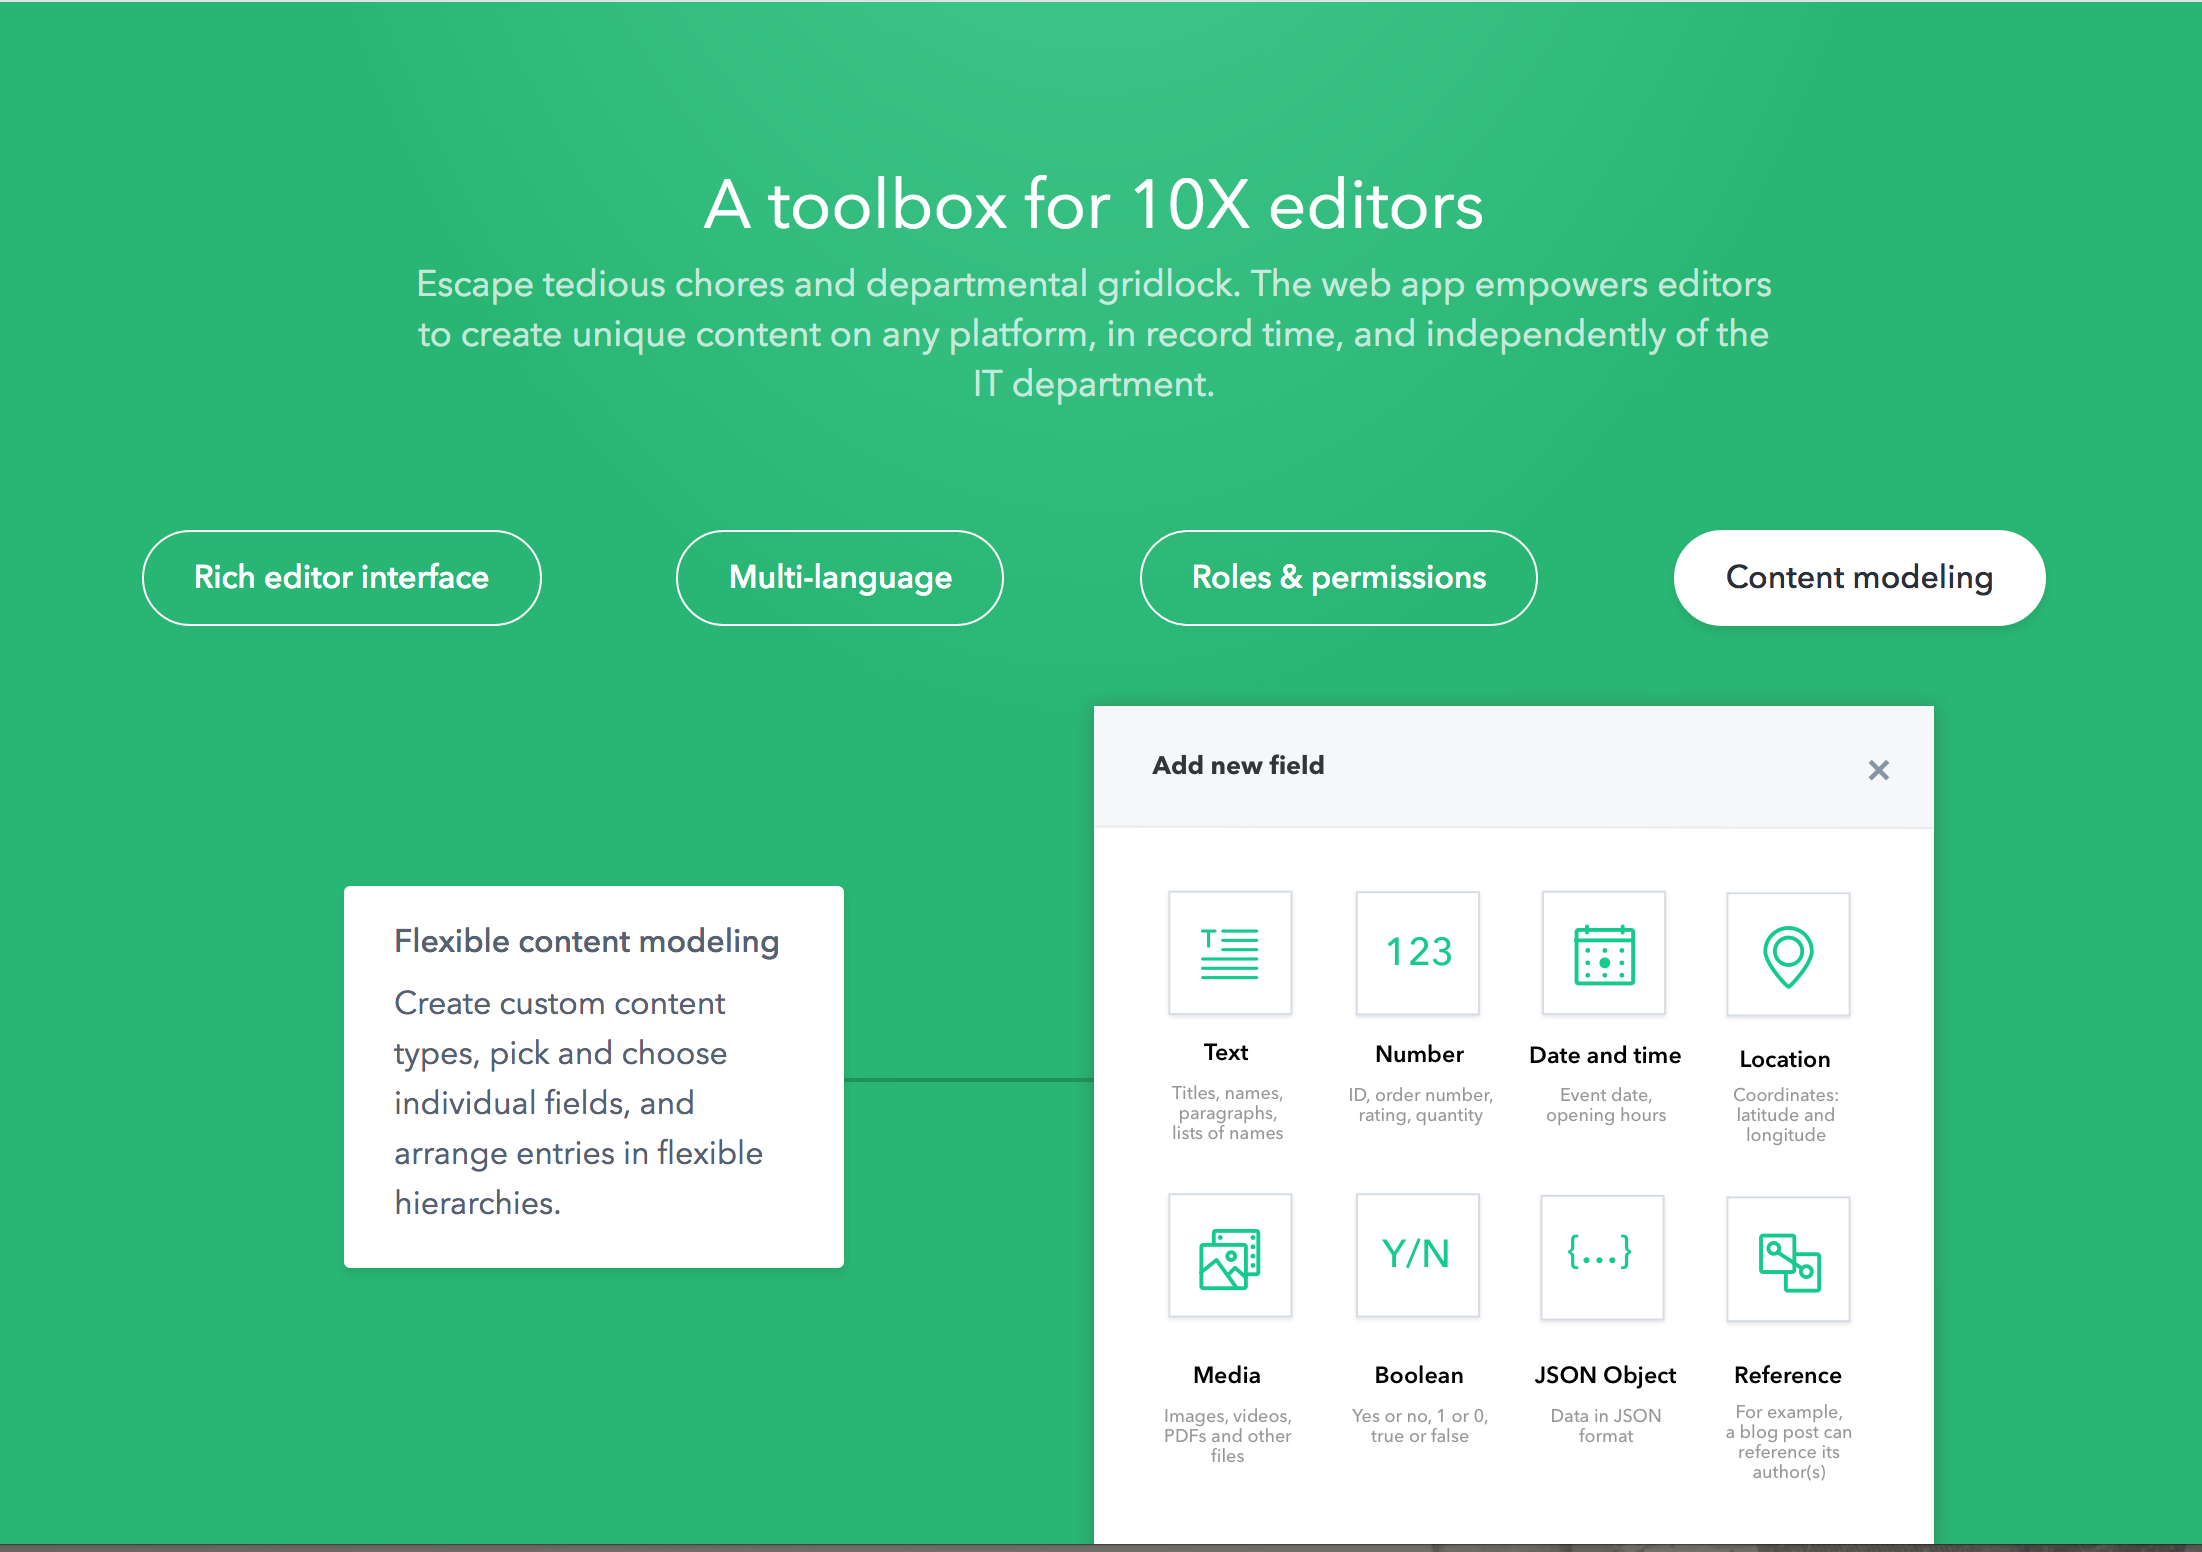 A toolbox for 10X editors
Escape tedious chores and departmental gridlock. The web app empowers editors
to create unique content on any platform, in record time, and independently of the
IT department.
Rich editor interface
Multi-language
Roles & permissions
Content modeling
Flexible content modeling
Create custom content
types, pick and choose
individual fields, and
arrange entries in flexible
hierarchies.
Add new field
T
Text
Titles, names,
paragraphs,
lists of names
123
Number
ID, order number,
rating, quantity
Date and time
Event date,
opening hours
Location
Coordinates:
latitude and
longitude
Media
Images, videos,
PDFs and other
files
Y/N
Boolean
Yes or no, 1 or 0,
true or false
{...}
JSON Object
Data in JSON
format
Reference
For example,
a blog post can
reference its
author(s)